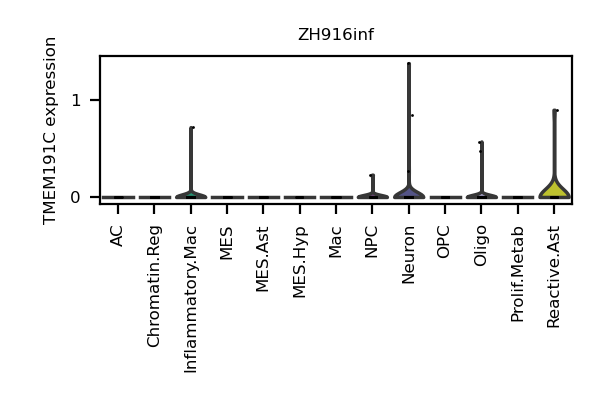 ZH916inf
TMEM191C expression
1
0
AC
Chromatin.Reg
Inflammatory.Mac
MES
MES.Ast
MES.Hyp
Mac
NPC
Neuron
OPC
Oligo
Prolif.Metab
Reactive.Ast